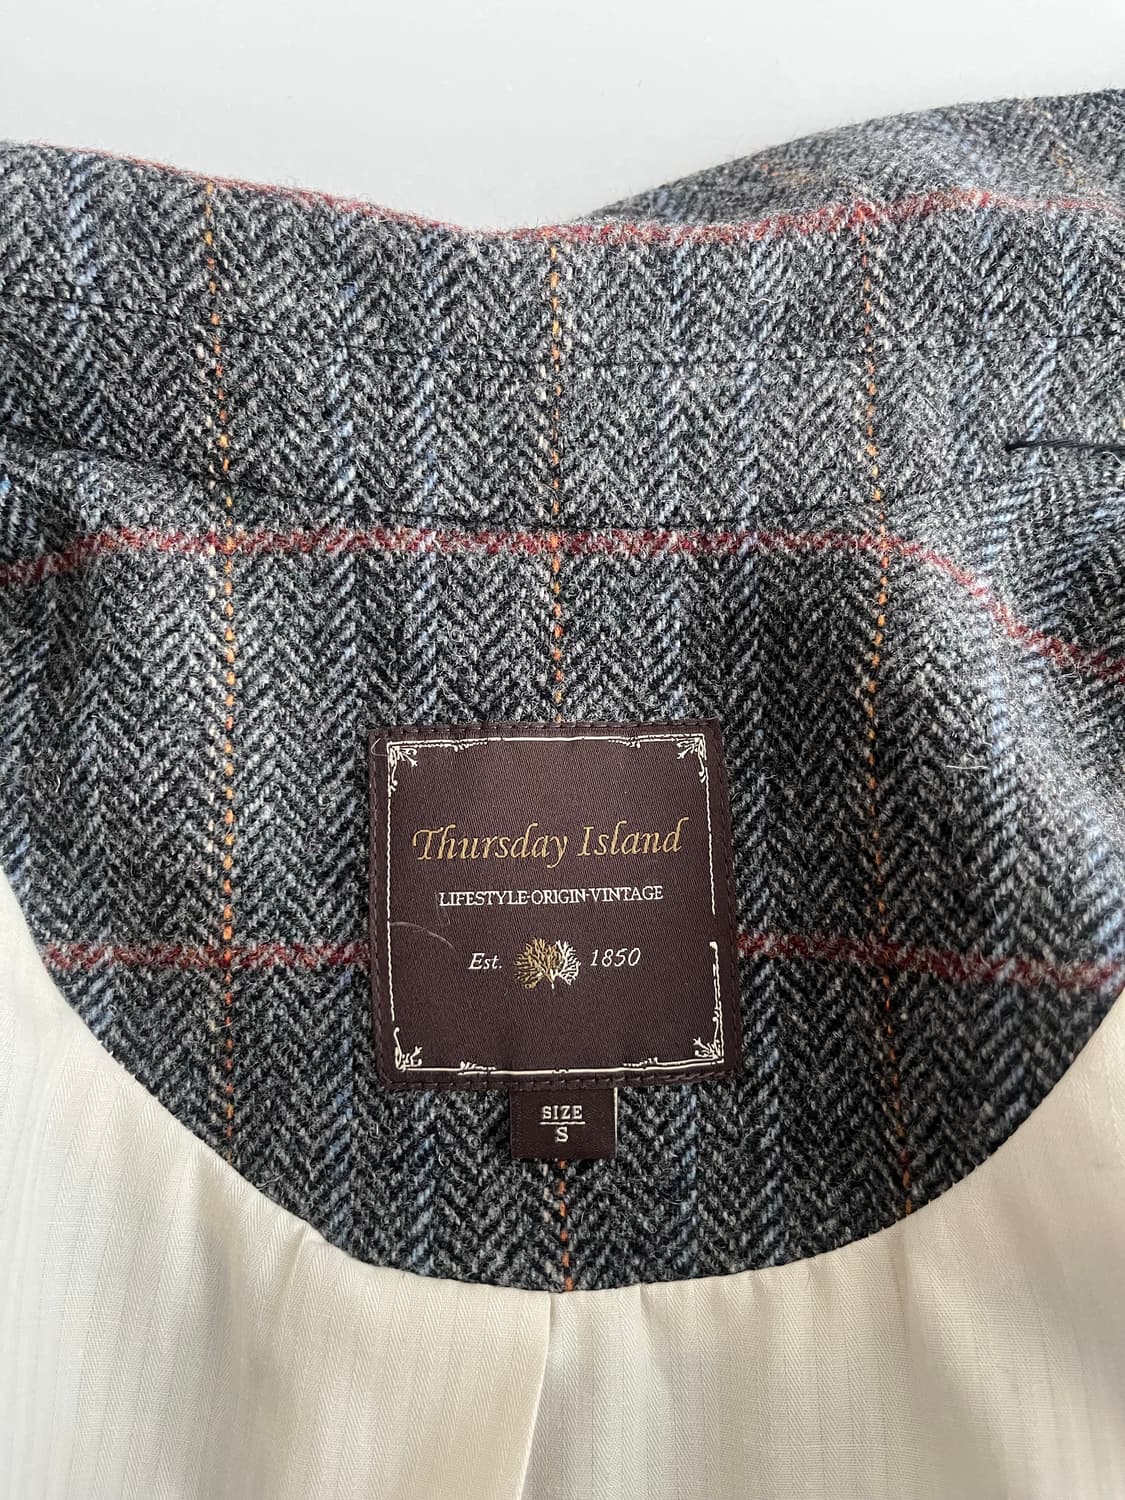 Thursday Island
LIFESTYLE-ORIGIN-VINTAGE
Est. 1850
SIZE
S